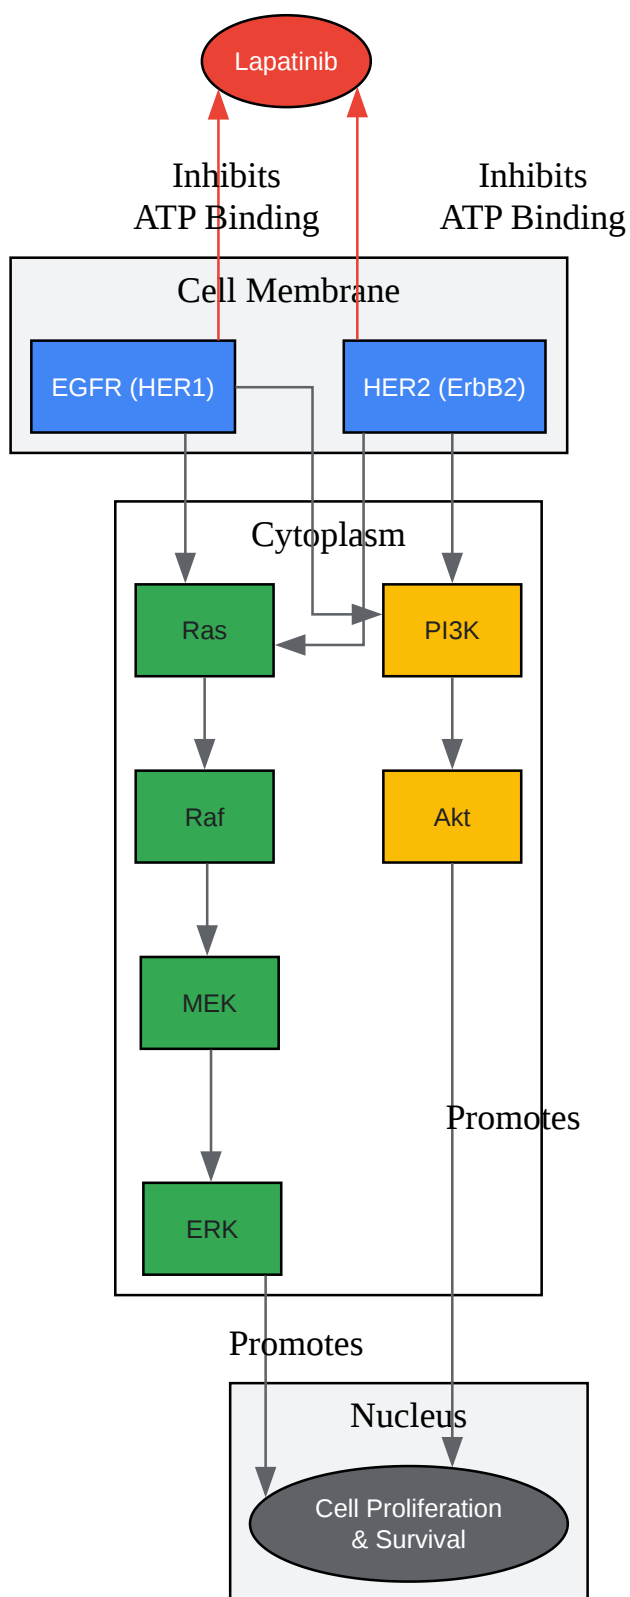 Lapatinib
Inhibits
ATP Binding
Inhibits
ATP Binding
Cell Membrane
EGFR (HER1)
HER2 (ErbB2)
Cytoplasm
Ras
PI3K
Raf
Akt
MEK
Promotes
ERK
Promotes
Nucleus
Cell Proliferation
& Survival